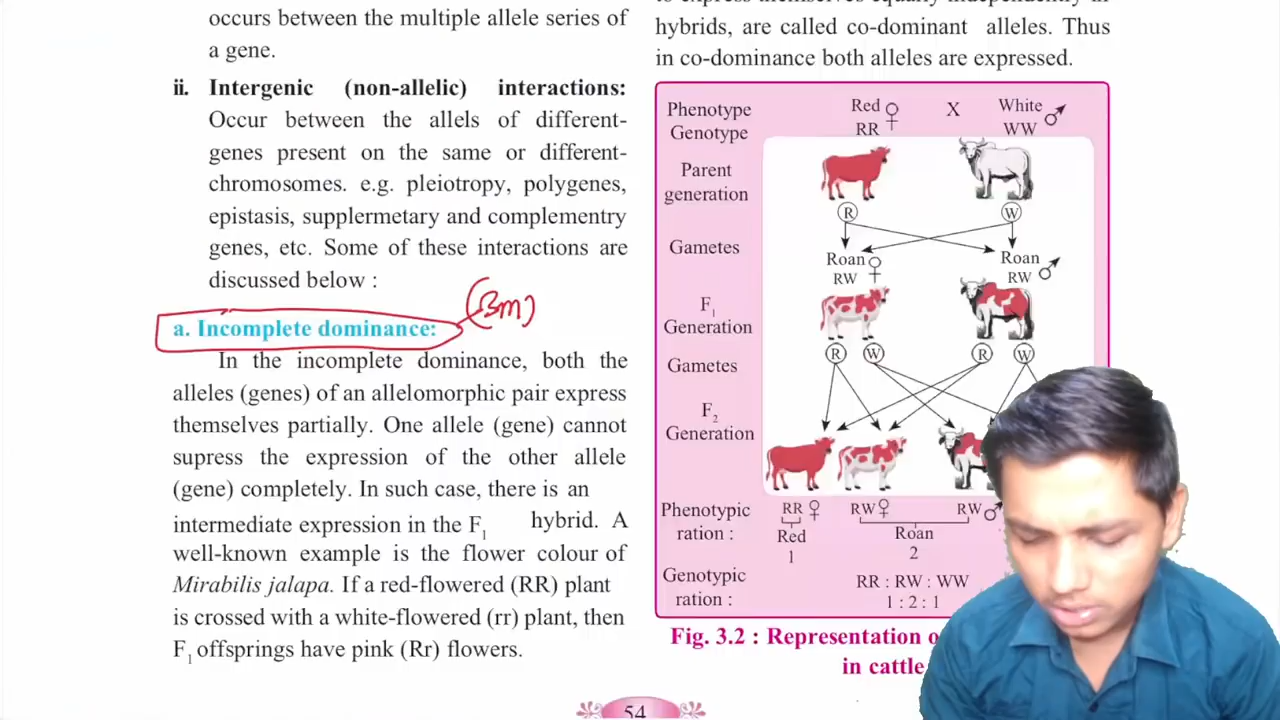 occurs between the multiple allele series of
a gene.
ii. Intergenic (non-allelic) interactions:
Occur between the allels of different-
genes present on the same or different-
chromosomes. e.g. pleiotropy, polygenes,
epistasis, supplermetary and complementry
genes, etc. Some of these interactions are
discussed below :
a. Incomplete dominance:
(3m)
In the incomplete dominance, both the
alleles (genes) of an allelomorphic pair express
themselves partially. One allele (gene) cannot
supress the expression of the other allele
(gene) completely. In such case, there is an
intermediate expression in the F1 hybrid. A
well-known example is the flower colour of
Mirabilis jalapa. If a red-flowered (RR) plant
is crossed with a white-flowered (rr) plant, then
F1 offsprings have pink (Rr) flowers.
to express themselves equally independently in
hybrids, are called co-dominant alleles. Thus
in co-dominance both alleles are expressed.
Phenotype Red ♀ X White ♂
Genotype RR WW
Parent
generation
R W
Gametes
Roan ♀ Roan ♂
RW RW
F1
Generation
R W R W
Gametes
F2
Generation
Phenotypic RR ♀ RW♀ RW♂
ration : Red Roan
1 2
Genotypic RR : RW : WW
ration : 1 : 2 : 1
Fig. 3.2 : Representation
in cattle
54